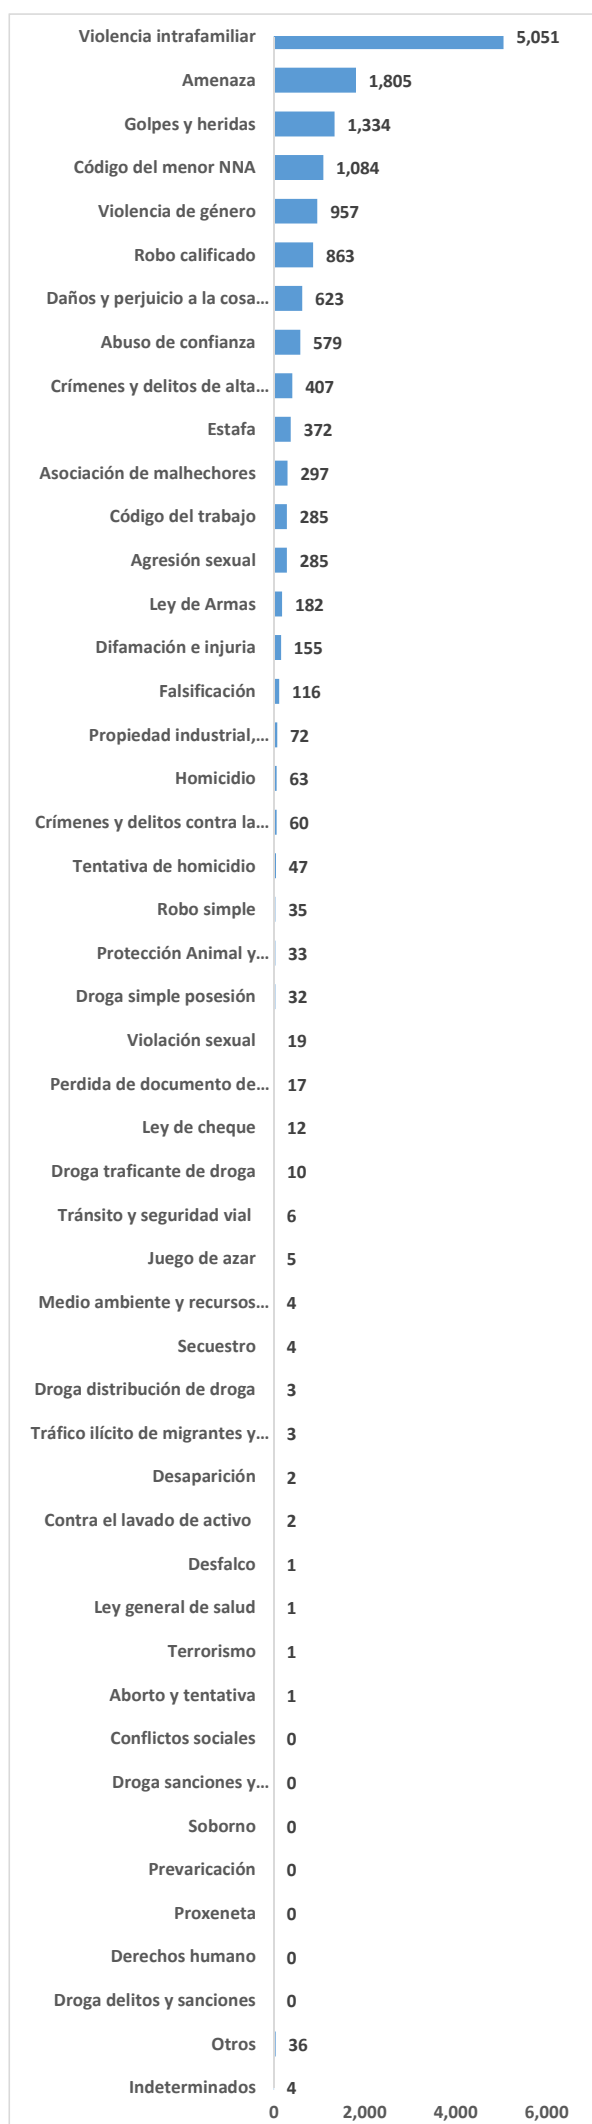 Violencia intrafamiliar 5,051
Amenaza 1,805
Golpes y heridas 1,334
Código del menor NNA 1,084
Violencia de género 957
Robo calificado 863
Daños y perjuicio a la cosa… 623
Abuso de confianza 579
Crímenes y delitos de alta… 407
Estafa 372
Asociación de malhechores 297
Código del trabajo 285
Agresión sexual 285
Ley de Armas 182
Difamación e injuria 155
Falsificación 116
Propiedad industrial,… 72
Homicidio 63
Crímenes y delitos contra la… 60
Tentativa de homicidio 47
Robo simple 35
Protección Animal y… 33
Droga simple posesión 32
Violación sexual 19
Perdida de documento de… 17
Ley de cheque 12
Droga traficante de droga 10
Tránsito y seguridad vial 6
Juego de azar 5
Medio ambiente y recursos… 4
Secuestro 4
Droga distribución de droga 3
Tráfico ilícito de migrantes y… 3
Desaparición 2
Contra el lavado de activo 2
Desfalco 1
Ley general de salud 1
Terrorismo 1
Aborto y tentativa 1
Conflictos sociales 0
Droga sanciones y… 0
Soborno 0
Prevaricación 0
Proxeneta 0
Derechos humano 0
Droga delitos y sanciones 0
Otros 36
Indeterminados 4
0 2,000 4,000 6,000